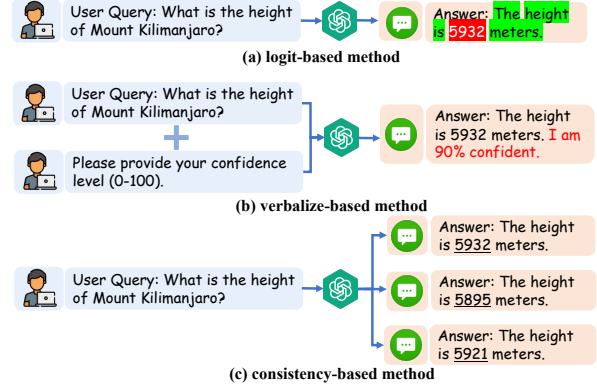 User Query: What is the height
of Mount Kilimanjaro?
Answer: The height
is 5932 meters.
(a) logit-based method
User Query: What is the height
of Mount Kilimanjaro?
Please provide your confidence
level (0-100).
Answer: The height
is 5932 meters. I am
90% confident.
(b) verbalize-based method
User Query: What is the height
of Mount Kilimanjaro?
Answer: The height
is 5932 meters.
Answer: The height
is 5895 meters.
Answer: The height
is 5921 meters.
(c) consistency-based method